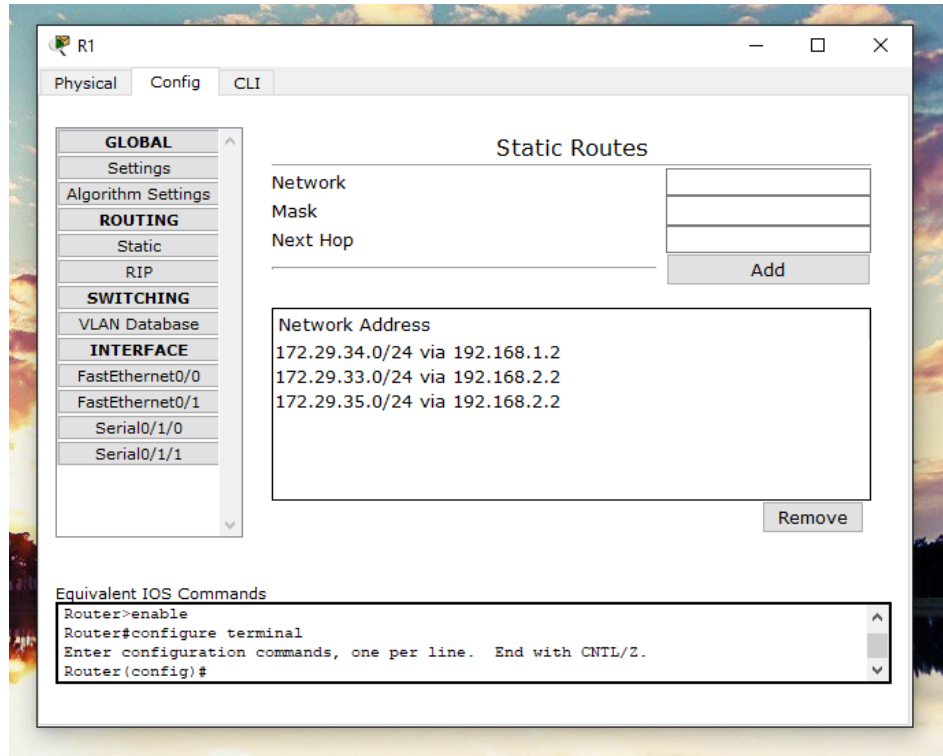 R1
Physical Config CLI
GLOBAL
Settings
Algorithm Settings
ROUTING
Static
RIP
SWITCHING
VLAN Database
INTERFACE
FastEthernet0/0
FastEthernet0/1
Serial0/1/0
Serial0/1/1
Static Routes
Network
Mask
Next Hop
Add
Network Address
172.29.34.0/24 via 192.168.1.2
172.29.33.0/24 via 192.168.2.2
172.29.35.0/24 via 192.168.2.2
Remove
Equivalent IOS Commands
Router>enable
Router#configure terminal
Enter configuration commands, one per line.  End with CNTL/Z.
Router(config)#